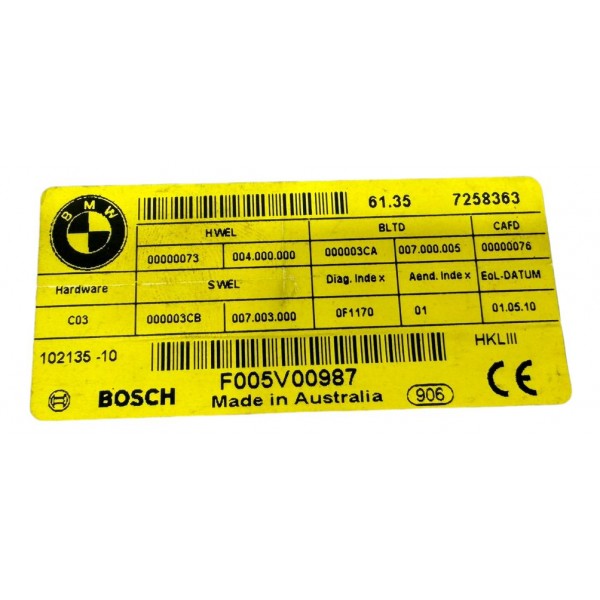 BMW
61.35 7258363
HWEL BLTD CAFD
00000073 004.000.000 000003CA 007.000.005 00000076
Hardware SWEL Diag. Index Aend. Index EoL-DATUM
C03 000003CB 007.003.000 0F1170 01 01.05.10
102135 -10 HKLIII
F005V00987
BOSCH Made in Australia 906 CE